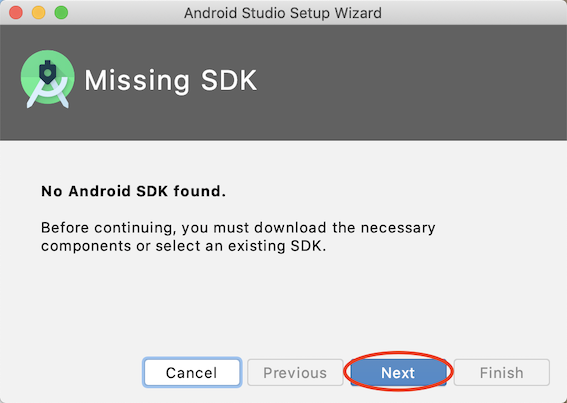 Android Studio Setup Wizard
Missing SDK
No Android SDK found.
Before continuing, you must download the necessary
components or select an existing SDK.
Cancel Previous Next Finish